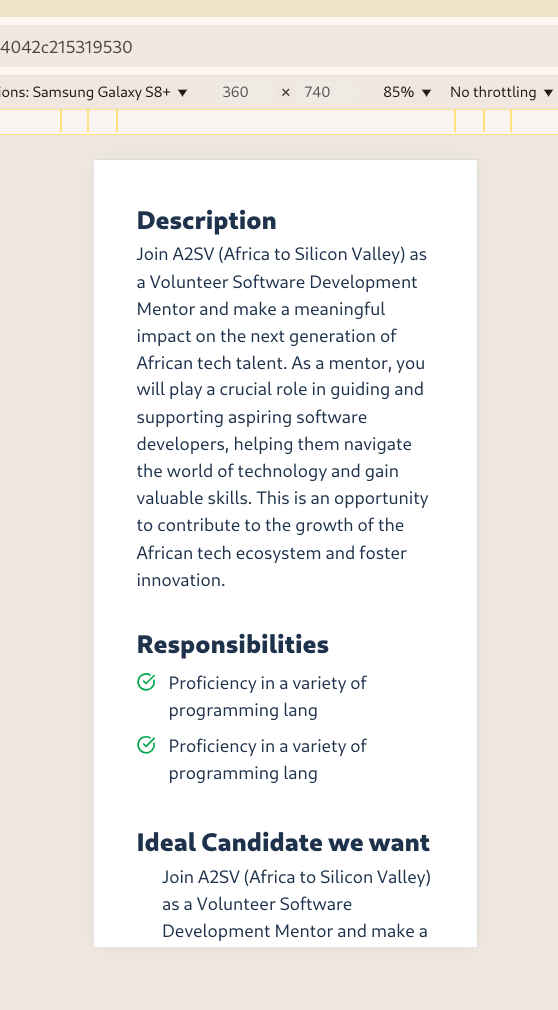 4042c215319530
ions: Samsung Galaxy S8+ ▼ 360 × 740 85% ▼ No throttling ▼
Description
Join A2SV (Africa to Silicon Valley) as
a Volunteer Software Development
Mentor and make a meaningful
impact on the next generation of
African tech talent. As a mentor, you
will play a crucial role in guiding and
supporting aspiring software
developers, helping them navigate
the world of technology and gain
valuable skills. This is an opportunity
to contribute to the growth of the
African tech ecosystem and foster
innovation.
Responsibilities
Proficiency in a variety of
programming lang
Proficiency in a variety of
programming lang
Ideal Candidate we want
Join A2SV (Africa to Silicon Valley)
as a Volunteer Software
Development Mentor and make a